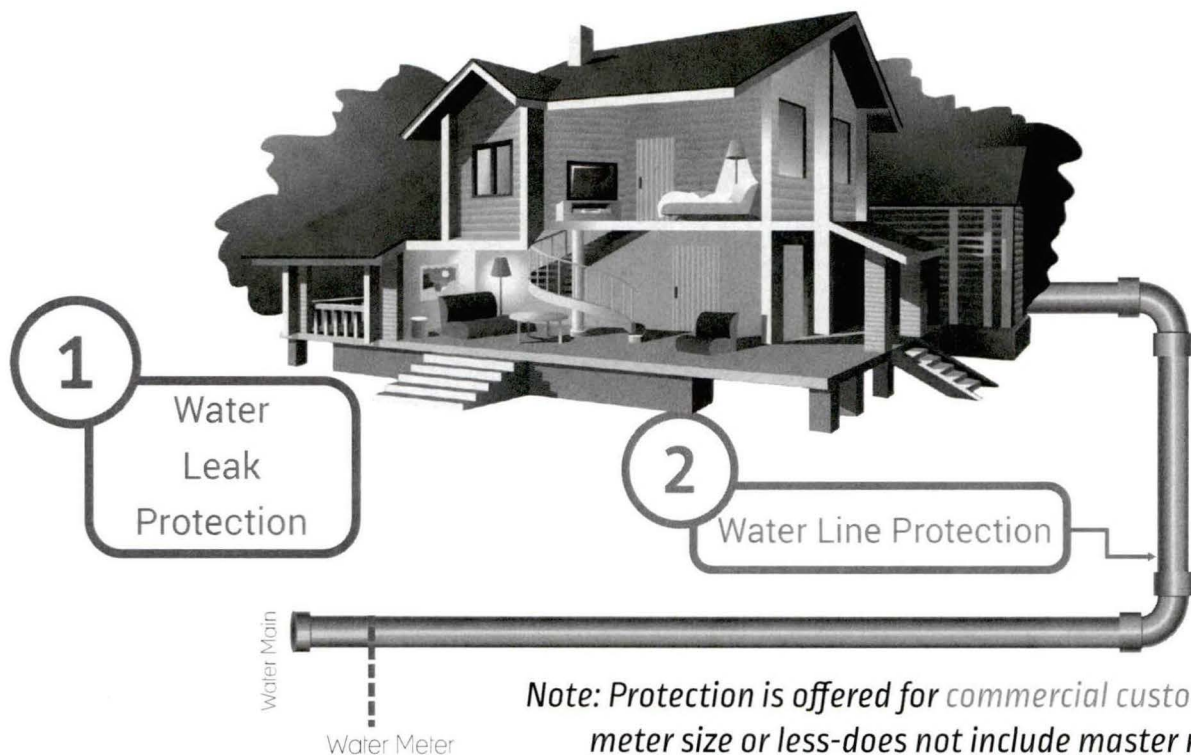 1
Water
Leak
Protection
2
Water Line Protection
Water Main
Water Meter
Note: Protection is offered for commercial custo
meter size or less-does not include master